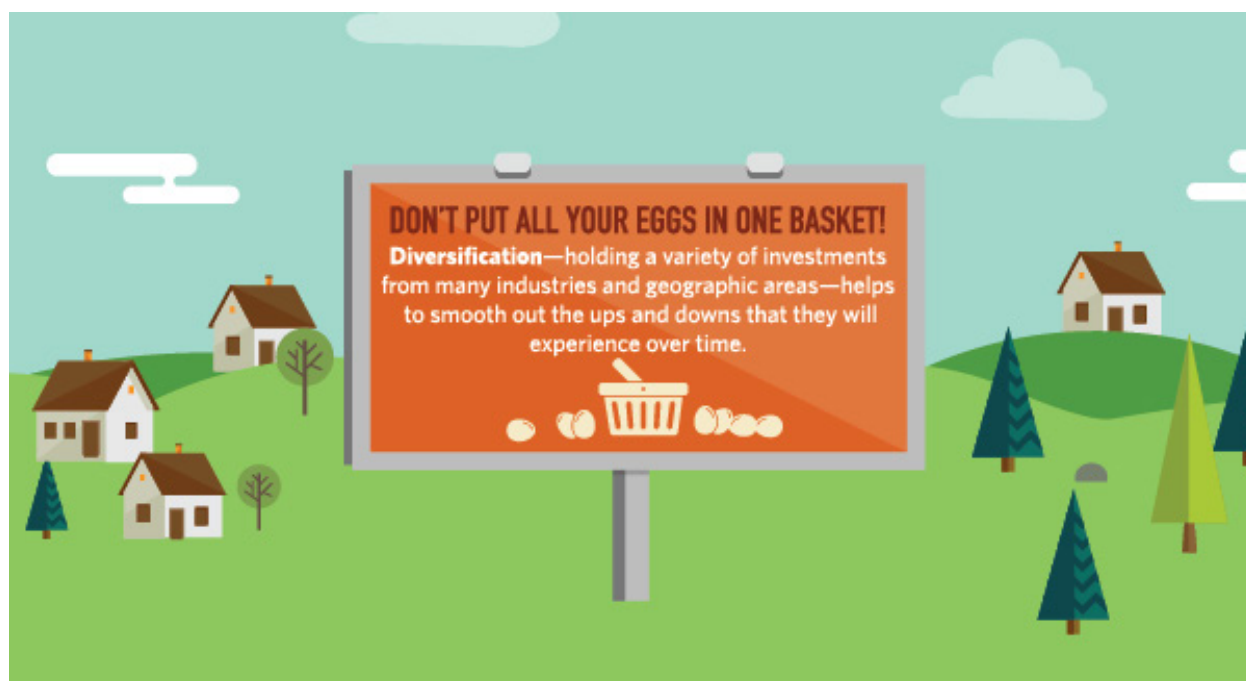 DON'T PUT ALL YOUR EGGS IN ONE BASKET!
Diversification—holding a variety of investments
from many industries and geographic areas—helps
to smooth out the ups and downs that they will
experience over time.